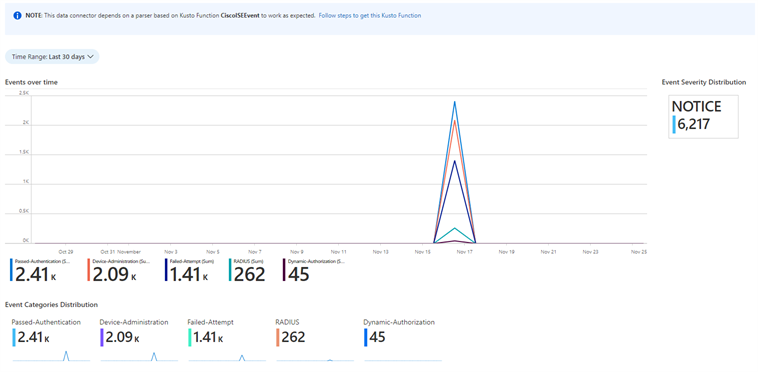 NOTE: This data connector depends on a parser based on Kusto Function CiscoISEEvent to work as expected. Follow steps to get this Kusto Function
Time Range: Last 30 days
Events over time
Event Severity Distribution
2.5K
2K
1.5K
1K
0.5K
0K
NOTICE
6,217
Oct 29 Oct 31 November Nov 3 Nov 5 Nov 7 Nov 9 Nov 11 Nov 13 Nov 15 Nov 17 Nov 19 Nov 21 Nov 23 Nov 25
Passed-Authentication (S... Device-Administration (Su... Failed-Attempt (Sum) RADIUS (Sum) Dynamic-Authorization (S...
2.41 K 2.09 K 1.41 K 262 45
Event Categories Distribution
Passed-Authentication Device-Administration Failed-Attempt RADIUS Dynamic-Authorization
2.41 K 2.09 K 1.41 K 262 45